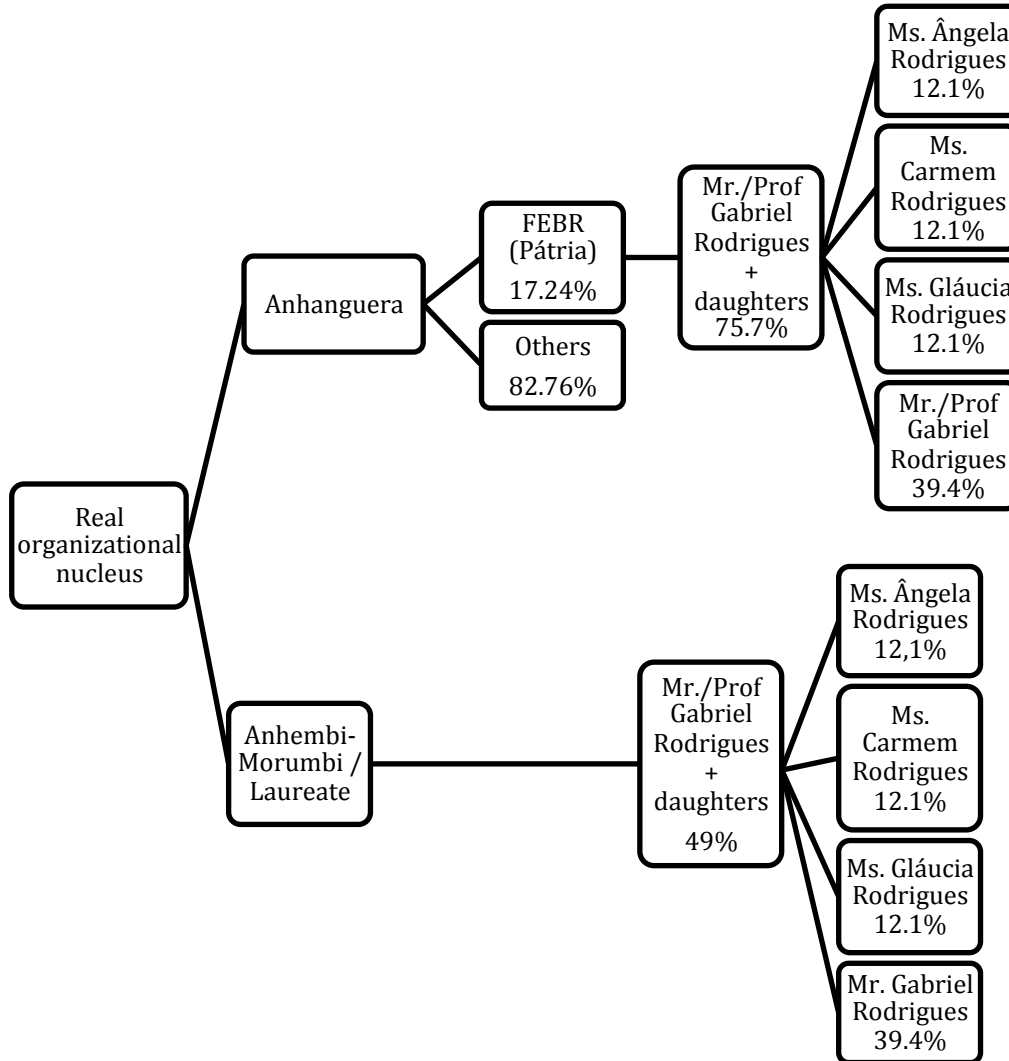 Real
organizational
nucleus
Anhanguera
FEBR
(Pátria)
17.24%
Others
82.76%
Mr./Prof
Gabriel
Rodrigues
+
daughters
75.7%
Ms. Ângela
Rodrigues
12.1%
Ms.
Carmem
Rodrigues
12.1%
Ms. Gláucia
Rodrigues
12.1%
Mr./Prof
Gabriel
Rodrigues
39.4%
Anhembi-
Morumbi /
Laureate
Mr./Prof
Gabriel
Rodrigues
+
daughters
49%
Ms. Ângela
Rodrigues
12,1%
Ms.
Carmem
Rodrigues
12.1%
Ms. Gláucia
Rodrigues
12.1%
Mr. Gabriel
Rodrigues
39.4%